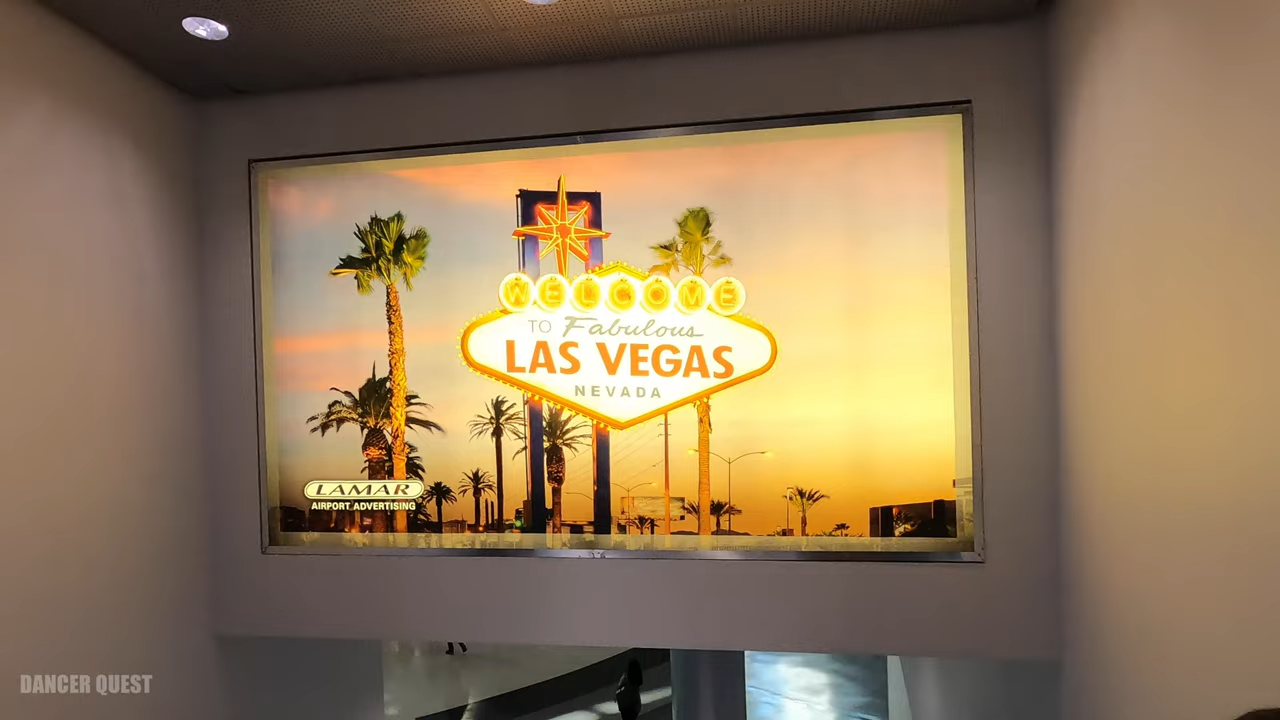 WELCOME
TO Fabulous
LAS VEGAS
NEVADA
LAMAR
AIRPORT ADVERTISING
DANCER QUEST